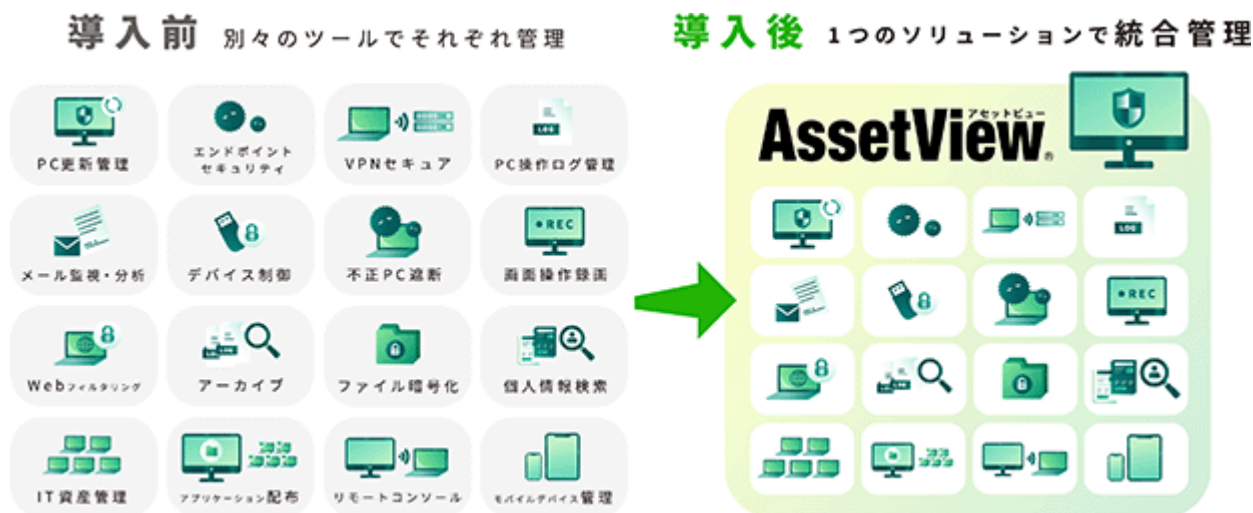 導入前 別々のツールでそれぞれ管理
PC更新管理
エンドポイント
セキュリティ
VPNセキュア
LOG
PC操作ログ管理
メール監視・分析
デバイス制御
不正PC遮断
REC
画面操作録画
Webフィルタリング
アーカイブ
ファイル暗号化
個人情報検索
IT資産管理
アプリケーション配布
リモートコンソール
モバイルデバイス管理
導入後 1つのソリューションで統合管理
アセットビュー
AssetView®
LOG
REC